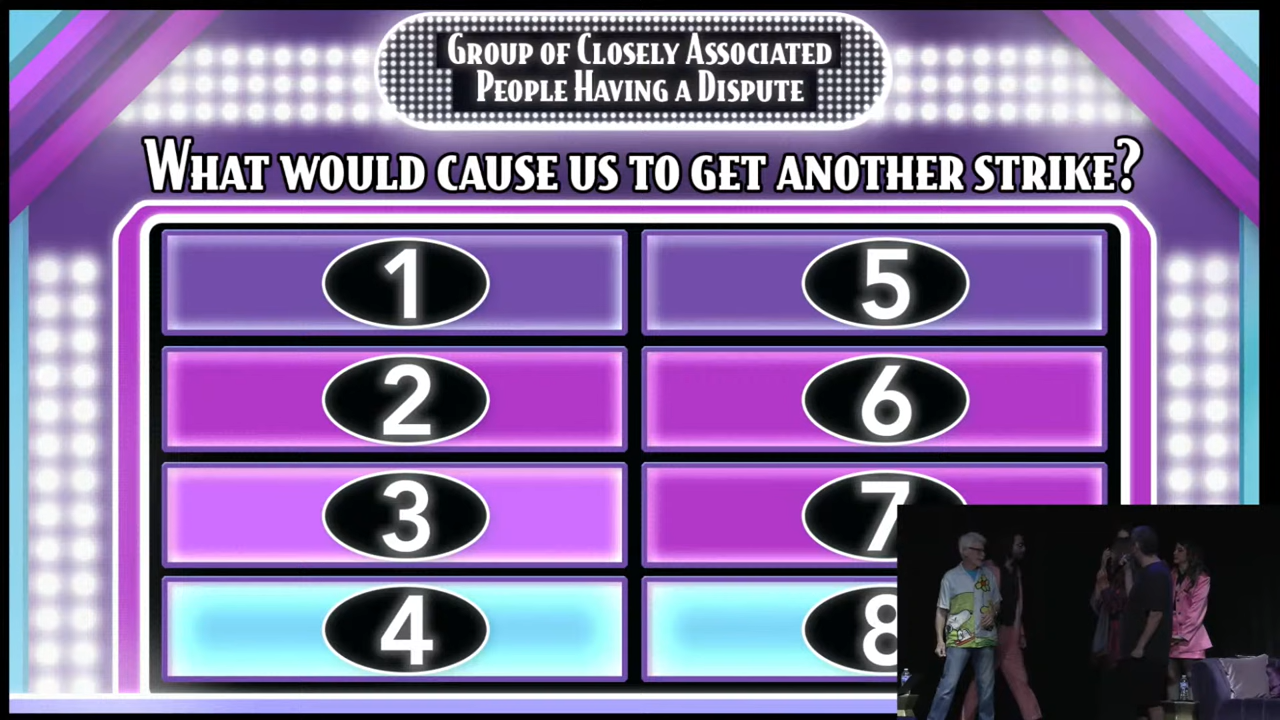 Group of Closely Associated
People Having a Dispute
What would cause us to get another strike?
1
5
2
6
3
7
4
8